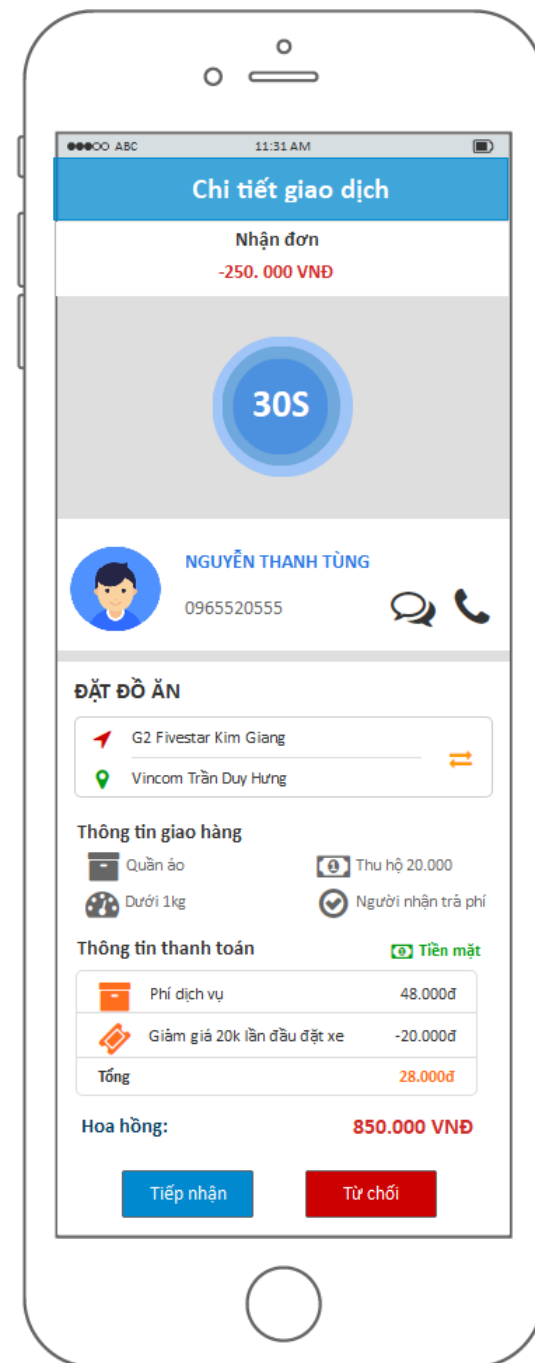 ABC 11:31 AM
Chi tiết giao dịch
Nhận đơn
-250. 000 VNĐ
30S
NGUYỄN THANH TÙNG
0965520555
ĐẶT ĐỒ ĂN
G2 Fivestar Kim Giang
Vincom Trần Duy Hưng
Thông tin giao hàng
Quần áo Thu hộ 20.000
Dưới 1kg Người nhận trả phí
Thông tin thanh toán Tiền mặt
Phí dịch vụ 48.000đ
Giảm giá 20k lần đầu đặt xe -20.000đ
Tổng 28.000đ
Hoa hồng: 850.000 VNĐ
Tiếp nhận Từ chối